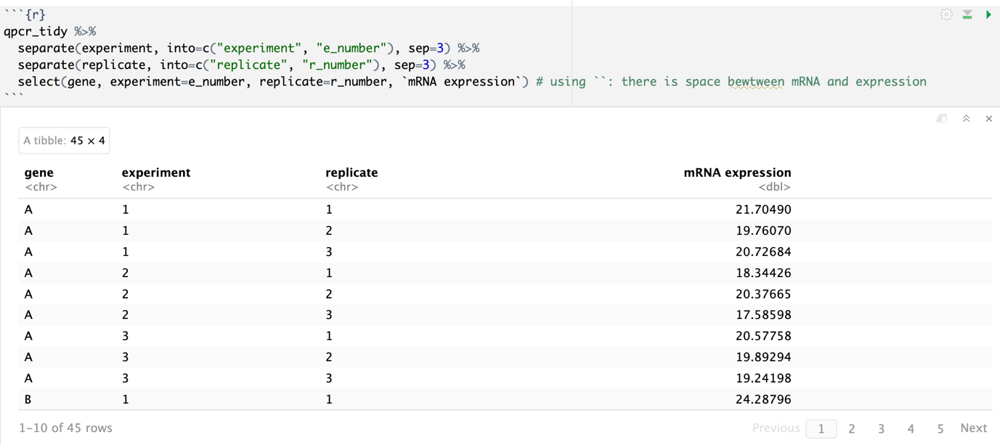 ```{r}
qpcr_tidy %>%
  separate(experiment, into=c("experiment", "e_number"), sep=3) %>%
  separate(replicate, into=c("replicate", "r_number"), sep=3) %>%
  select(gene, experiment=e_number, replicate=r_number, `mRNA expression`) # using ``: there is space bewtween mRNA and expression
```
A tibble: 45 × 4
gene experiment replicate mRNA expression
<chr> <chr> <chr> <dbl>
A 1 1 21.70490
A 1 2 19.76070
A 1 3 20.72684
A 2 1 18.34426
A 2 2 20.37665
A 2 3 17.58598
A 3 1 20.57758
A 3 2 19.89294
A 3 3 19.24198
B 1 1 24.28796
1-10 of 45 rows Previous 1 2 3 4 5 Next